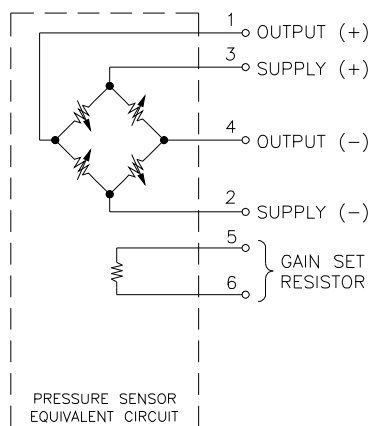 1 OUTPUT (+)
3 SUPPLY (+)
4 OUTPUT (-)
2 SUPPLY (-)
5
6
GAIN SET
RESISTOR
PRESSURE SENSOR
EQUIVALENT CIRCUIT